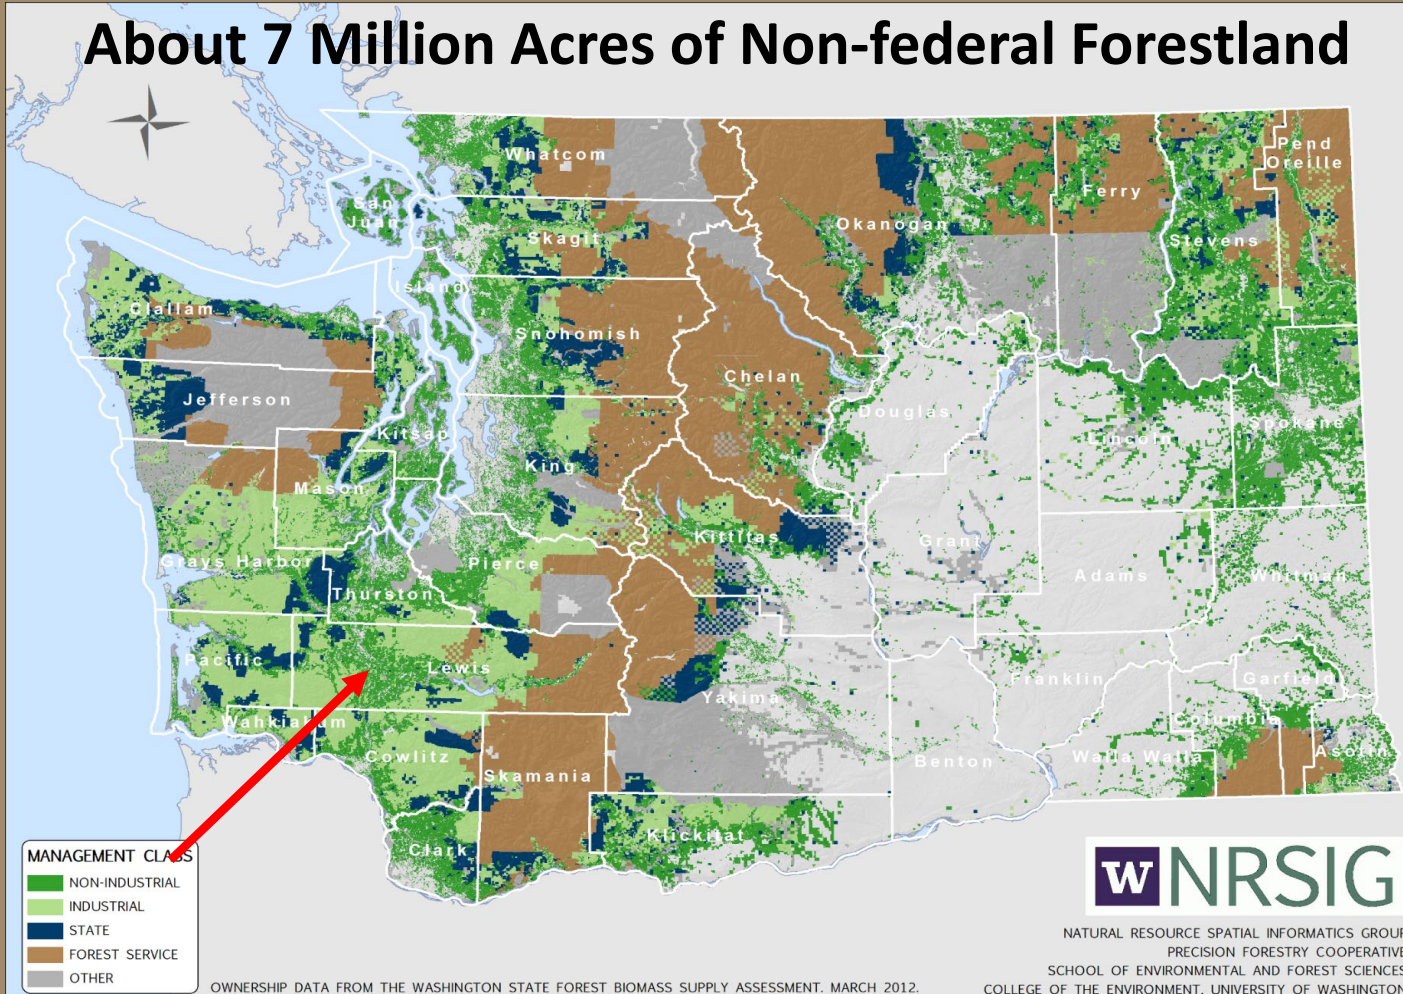 About 7 Million Acres of Non-federal Forestland
Whatcom
Pend
Oreille
Ferry
San
Juan
Okanogan
Skagit
Stevens
Island
Clallam
Snohomish
Chelan
Jefferson
Douglas
Kitsap
Lincoln
Spokane
King
Mason
Kittitas
Grant
Grays Harbor
Pierce
Adams
Whitman
Thurston
Pacific
Lewis
Yakima
Franklin
Garfield
Wahkiakum
Columbia
Cowlitz
Skamania
Benton
Walla Walla
Asotin
Klickitat
Clark
MANAGEMENT CLASS
NON-INDUSTRIAL
INDUSTRIAL
STATE
FOREST SERVICE
OTHER
W NRSIG
NATURAL RESOURCE SPATIAL INFORMATICS GROUP
PRECISION FORESTRY COOPERATIVE
SCHOOL OF ENVIRONMENTAL AND FOREST SCIENCES
COLLEGE OF THE ENVIRONMENT, UNIVERSITY OF WASHINGTON
OWNERSHIP DATA FROM THE WASHINGTON STATE FOREST BIOMASS SUPPLY ASSESSMENT. MARCH 2012.